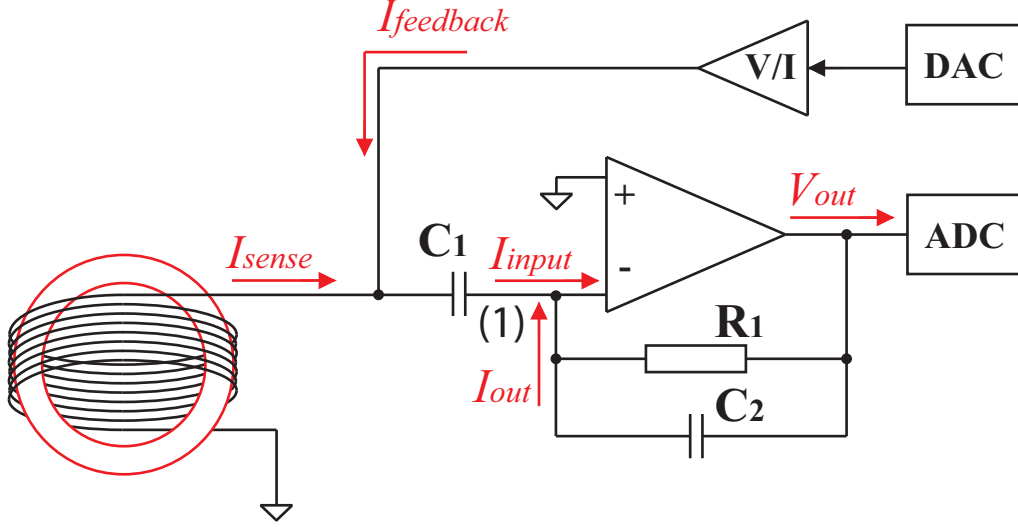 Ifeedback
V/I
DAC
Vout
+
ADC
Isense
C1
Iinput
-
(1)
R1
Iout
C2